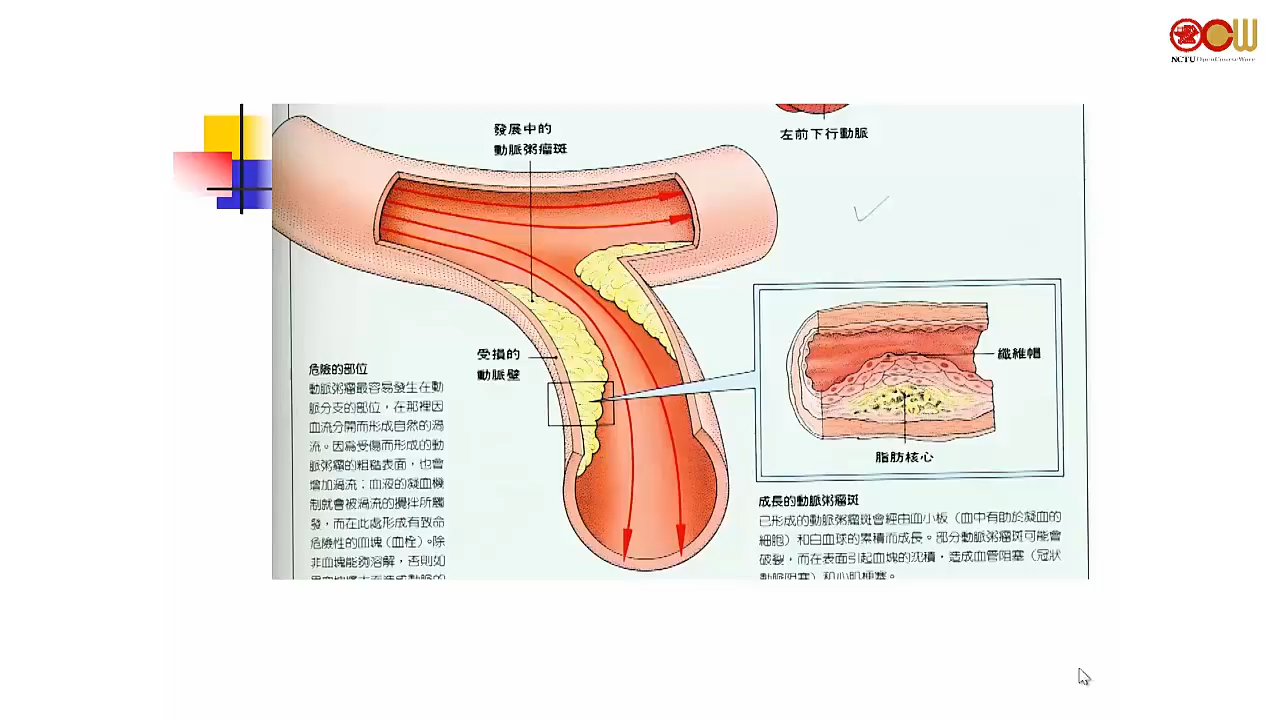 NCTU OpenCourseWare
發展中的
動脈粥瘤斑
左前下行動脈
受損的
動脈壁
纖維帽
脂肪核心
危險的部位
動脈粥瘤最容易發生在動
脈分支的部位，在那裡因
血流分開而形成自然的渦
流。因為受傷而形成的動
脈粥瘤的粗糙表面，也會
增加渦流；血液的凝血機
制就會被渦流的攪拌所觸
發，而在此處形成有致命
危險性的血塊（血栓）。除
非血塊能夠溶解，否則如
成長的動脈粥瘤斑
已形成的動脈粥瘤斑會經由血小板（血中有助於凝血的
細胞）和白血球的累積而成長。部分動脈粥瘤斑可能會
破裂，而在表面引起血塊的沈積，造成血管阻塞（冠狀
動脈阻塞）和心肌梗塞。